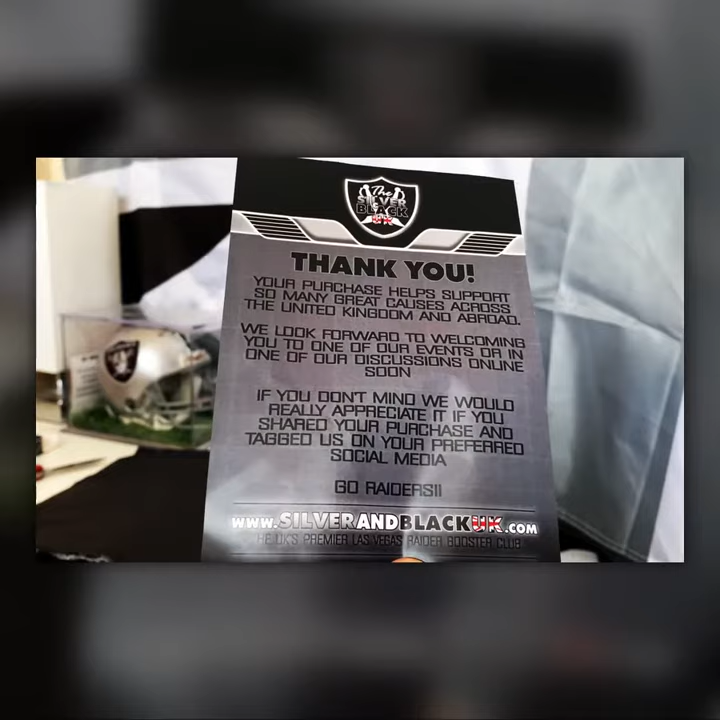 The
SILVER
BLACK
UK
THANK YOU!
YOUR PURCHASE HELPS SUPPORT
SO MANY GREAT CAUSES ACROSS
THE UNITED KINGDOM AND ABROAD.
WE LOOK FORWARD TO WELCOMING
YOU TO ONE OF OUR EVENTS OR IN
ONE OF OUR DISCUSSIONS ONLINE
SOON
IF YOU DON'T MIND WE WOULD
REALLY APPRECIATE IT IF YOU
SHARED YOUR PURCHASE AND
TAGGED US ON YOUR PREFERRED
SOCIAL MEDIA
GO RAIDERS!!
WWW.SILVERANDBLACKUK.COM
THE UK'S PREMIER LAS VEGAS RAIDER BOOSTER CLUB